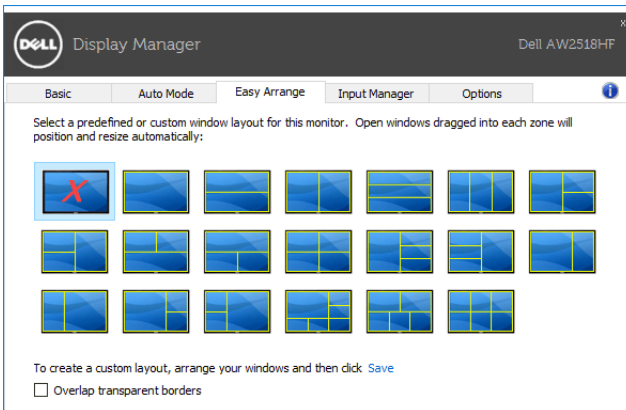 x
DELL Display Manager Dell AW2518HF
Basic Auto Mode Easy Arrange Input Manager Options i
Select a predefined or custom window layout for this monitor. Open windows dragged into each zone will
position and resize automatically:
X
To create a custom layout, arrange your windows and then click Save
Overlap transparent borders